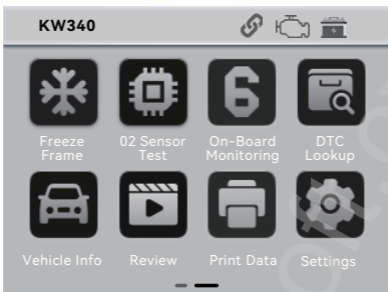 KW340
Freeze
Frame
02 Sensor
Test
On-Board
Monitoring
DTC
Lookup
Vehicle Info
Review
Print Data
Settings